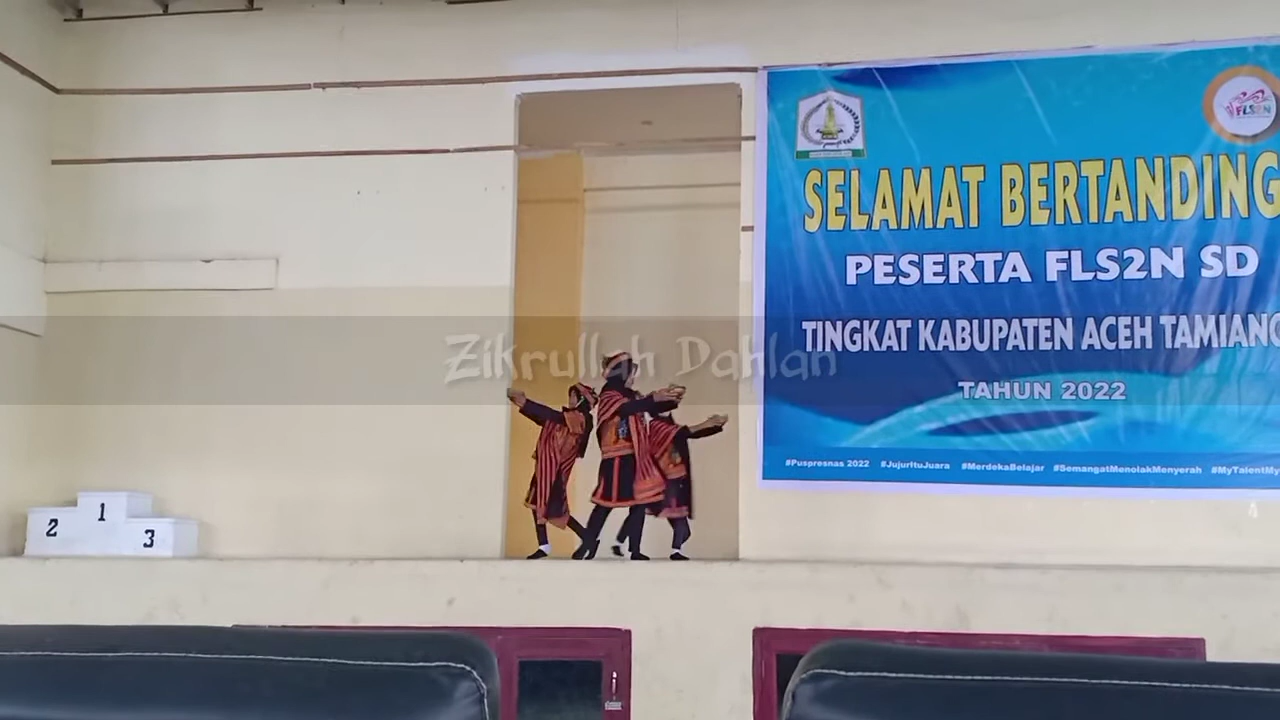 FLS2N
SELAMAT BERTANDING
PESERTA FLS2N SD
TINGKAT KABUPATEN ACEH TAMIANG
TAHUN 2022
#Puspresnas 2022 #JujurItuJuara #MerdekaBelajar #SemangatMenolakMenyerah #MyTalentMy
Zikrullah Dahlan
1
2
3